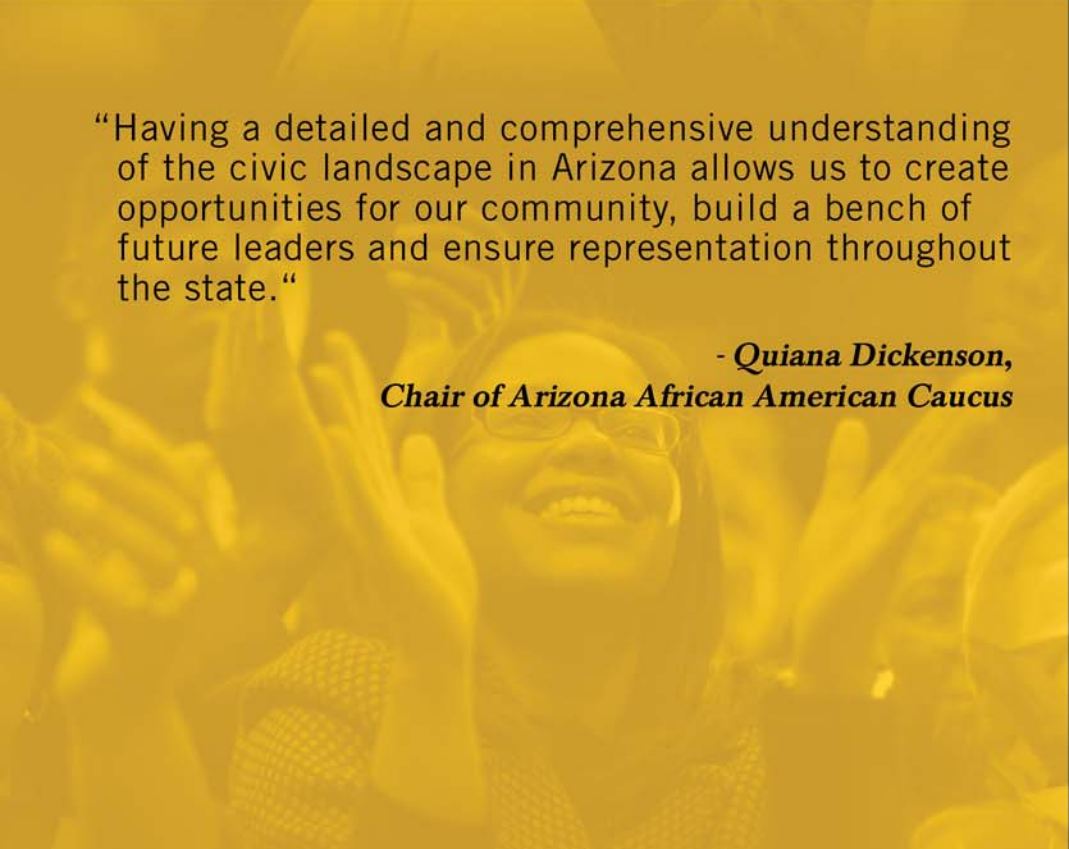 “Having a detailed and comprehensive understanding
of the civic landscape in Arizona allows us to create
opportunities for our community, build a bench of
future leaders and ensure representation throughout
the state.“
- Quiana Dickenson,
Chair of Arizona African American Caucus